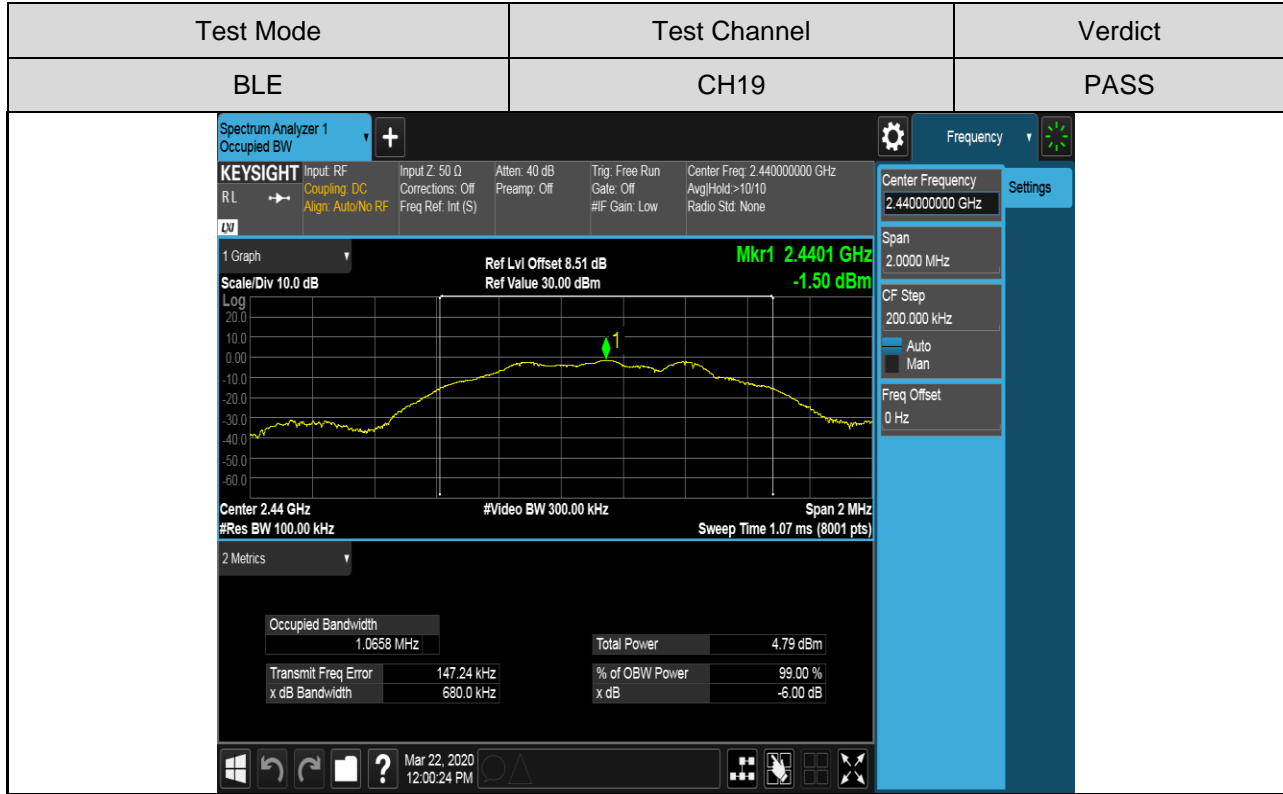 Test Mode Test Channel Verdict
BLE CH19 PASS
Spectrum Analyzer 1
Occupied BW
+
Frequency
KEYSIGHT Input: RF Input Z: 50 Ω Atten: 40 dB Trig: Free Run Center Freq: 2.440000000 GHz
RL Coupling: DC Corrections: Off Preamp: Off Gate: Off Avg|Hold:>10/10
Align: Auto/No RF Freq Ref: Int (S) #IF Gain: Low Radio Std: None
LXI
Center Frequency
2.440000000 GHz
Settings
Span
2.0000 MHz
CF Step
200.000 kHz
Auto
Man
Freq Offset
0 Hz
1 Graph Ref Lvl Offset 8.51 dB Mkr1 2.4401 GHz
Scale/Div 10.0 dB Ref Value 30.00 dBm -1.50 dBm
Log
20.0
10.0
1
0.00
-10.0
-20.0
-30.0
-40.0
-50.0
-60.0
Center 2.44 GHz #Video BW 300.00 kHz Span 2 MHz
#Res BW 100.00 kHz Sweep Time 1.07 ms (8001 pts)
2 Metrics
Occupied Bandwidth
1.0658 MHz Total Power 4.79 dBm
Transmit Freq Error 147.24 kHz % of OBW Power 99.00 %
x dB Bandwidth 680.0 kHz x dB -6.00 dB
? Mar 22, 2020
12:00:24 PM